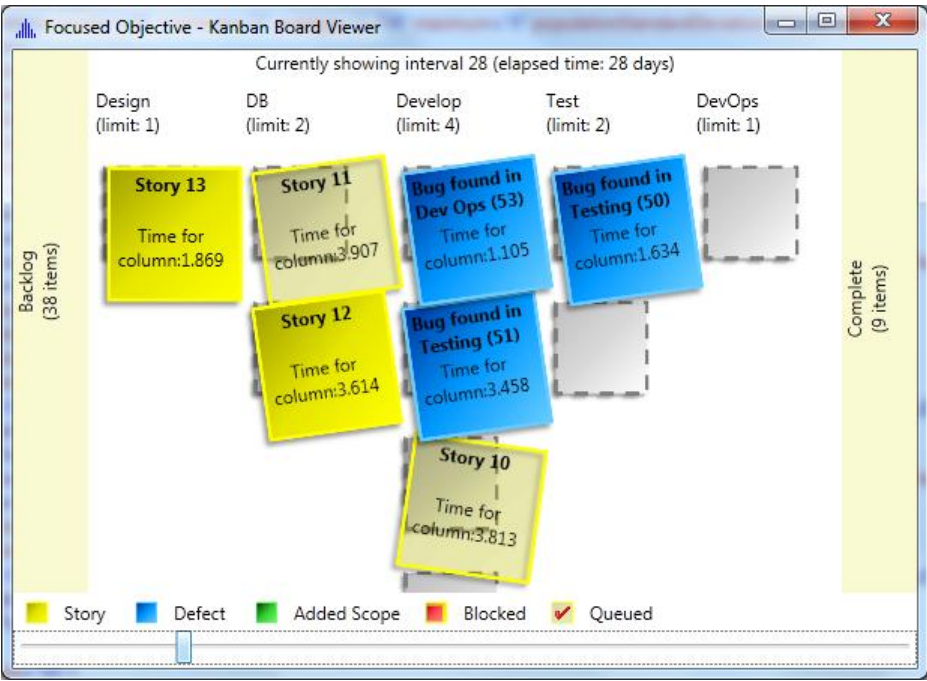 Focused Objective - Kanban Board Viewer
Currently showing interval 28 (elapsed time: 28 days)
Design
(limit: 1)
DB
(limit: 2)
Develop
(limit: 4)
Test
(limit: 2)
DevOps
(limit: 1)
Backlog
(38 items)
Story 13
Time for
column:1.869
Story 11
Time for
column:3.907
Bug found in
Dev Ops (53)
Time for
column:1.105
Bug found in
Testing (50)
Time for
column:1.634
Story 12
Time for
column:3.614
Bug found in
Testing (51)
Time for
column:3.458
Story 10
Time for
column:3.813
Complete
(9 items)
Story
Defect
Added Scope
Blocked
Queued